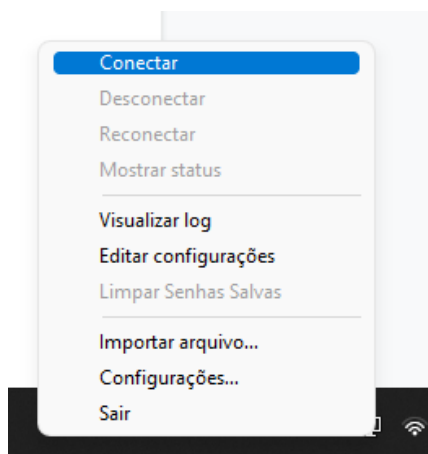 Conectar
Desconectar
Reconectar
Mostrar status
Visualizar log
Editar configurações
Limpar Senhas Salvas
Importar arquivo...
Configurações...
Sair